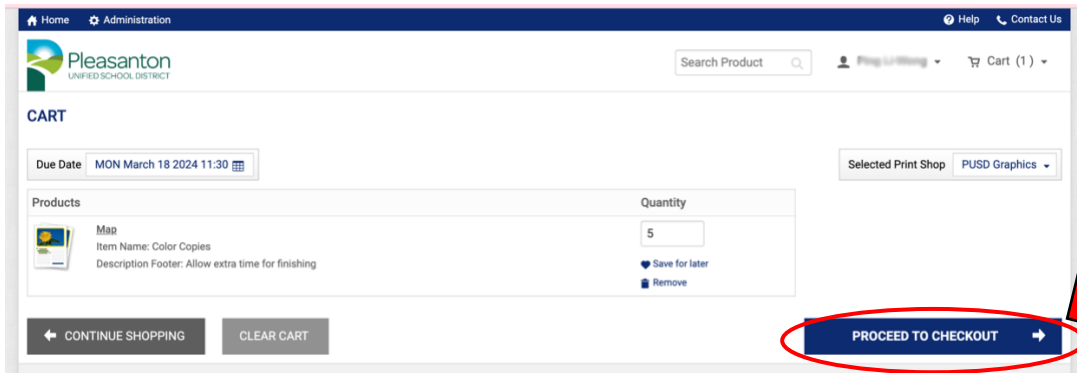 Home Administration Help Contact Us
Pleasanton
UNIFIED SCHOOL DISTRICT
Search Product Cart (1)
CART
Due Date MON March 18 2024 11:30 Selected Print Shop PUSD Graphics
Products Quantity
Map 5
Item Name: Color Copies
Description Footer: Allow extra time for finishing Save for later
Remove
CONTINUE SHOPPING CLEAR CART PROCEED TO CHECKOUT